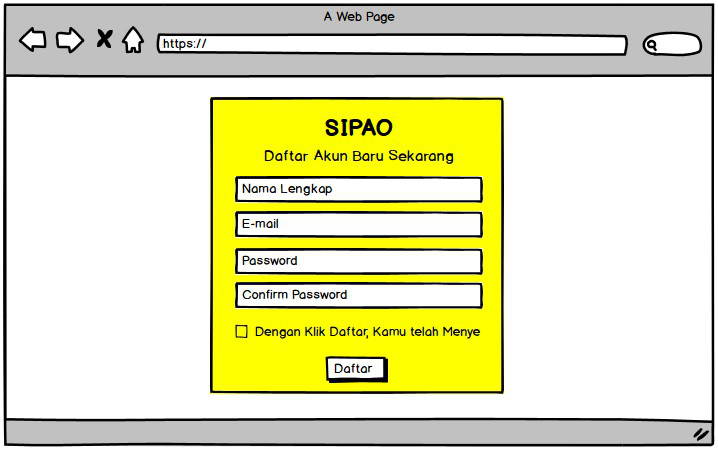 A Web Page
https://
SIPAO
Daftar Akun Baru Sekarang
Nama Lengkap
E-mail
Password
Confirm Password
Dengan Klik Daftar, Kamu telah Menye
Daftar